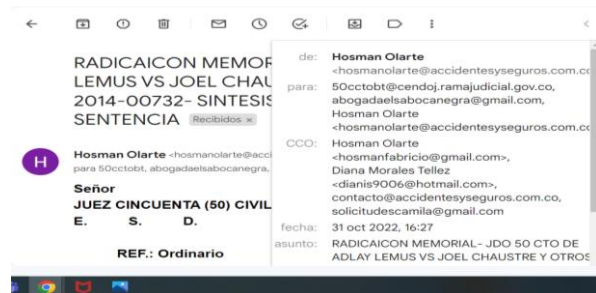 RADICAICON MEMOR
LEMUS VS JOEL CHAU
2014-00732- SINTESIS
SENTENCIA Recibidos ×
H
Hosman Olarte <hosmanolarte@acci
para 50cctobt, abogadaelsabocanegra,
Señor
JUEZ CINCUENTA (50) CIVIL
E. S. D.
REF.: Ordinario
de: Hosman Olarte
<hosmanolarte@accidentesyseguros.com.cc
para: 50cctobt@cendoj.ramajudicial.gov.co,
abogadaelsabocanegra@gmail.com,
Hosman Olarte
<hosmanolarte@accidentesyseguros.com.cc
CCO: Hosman Olarte
<hosmanfabricio@gmail.com>,
Diana Morales Tellez
<dianis9006@hotmail.com>,
contacto@accidentesyseguros.com.co,
solicitudescamila@gmail.com
fecha: 31 oct 2022, 16:27
asunto: RADICAICON MEMORIAL- JDO 50 CTO DE
ADLAY LEMUS VS JOEL CHAUSTRE Y OTROS